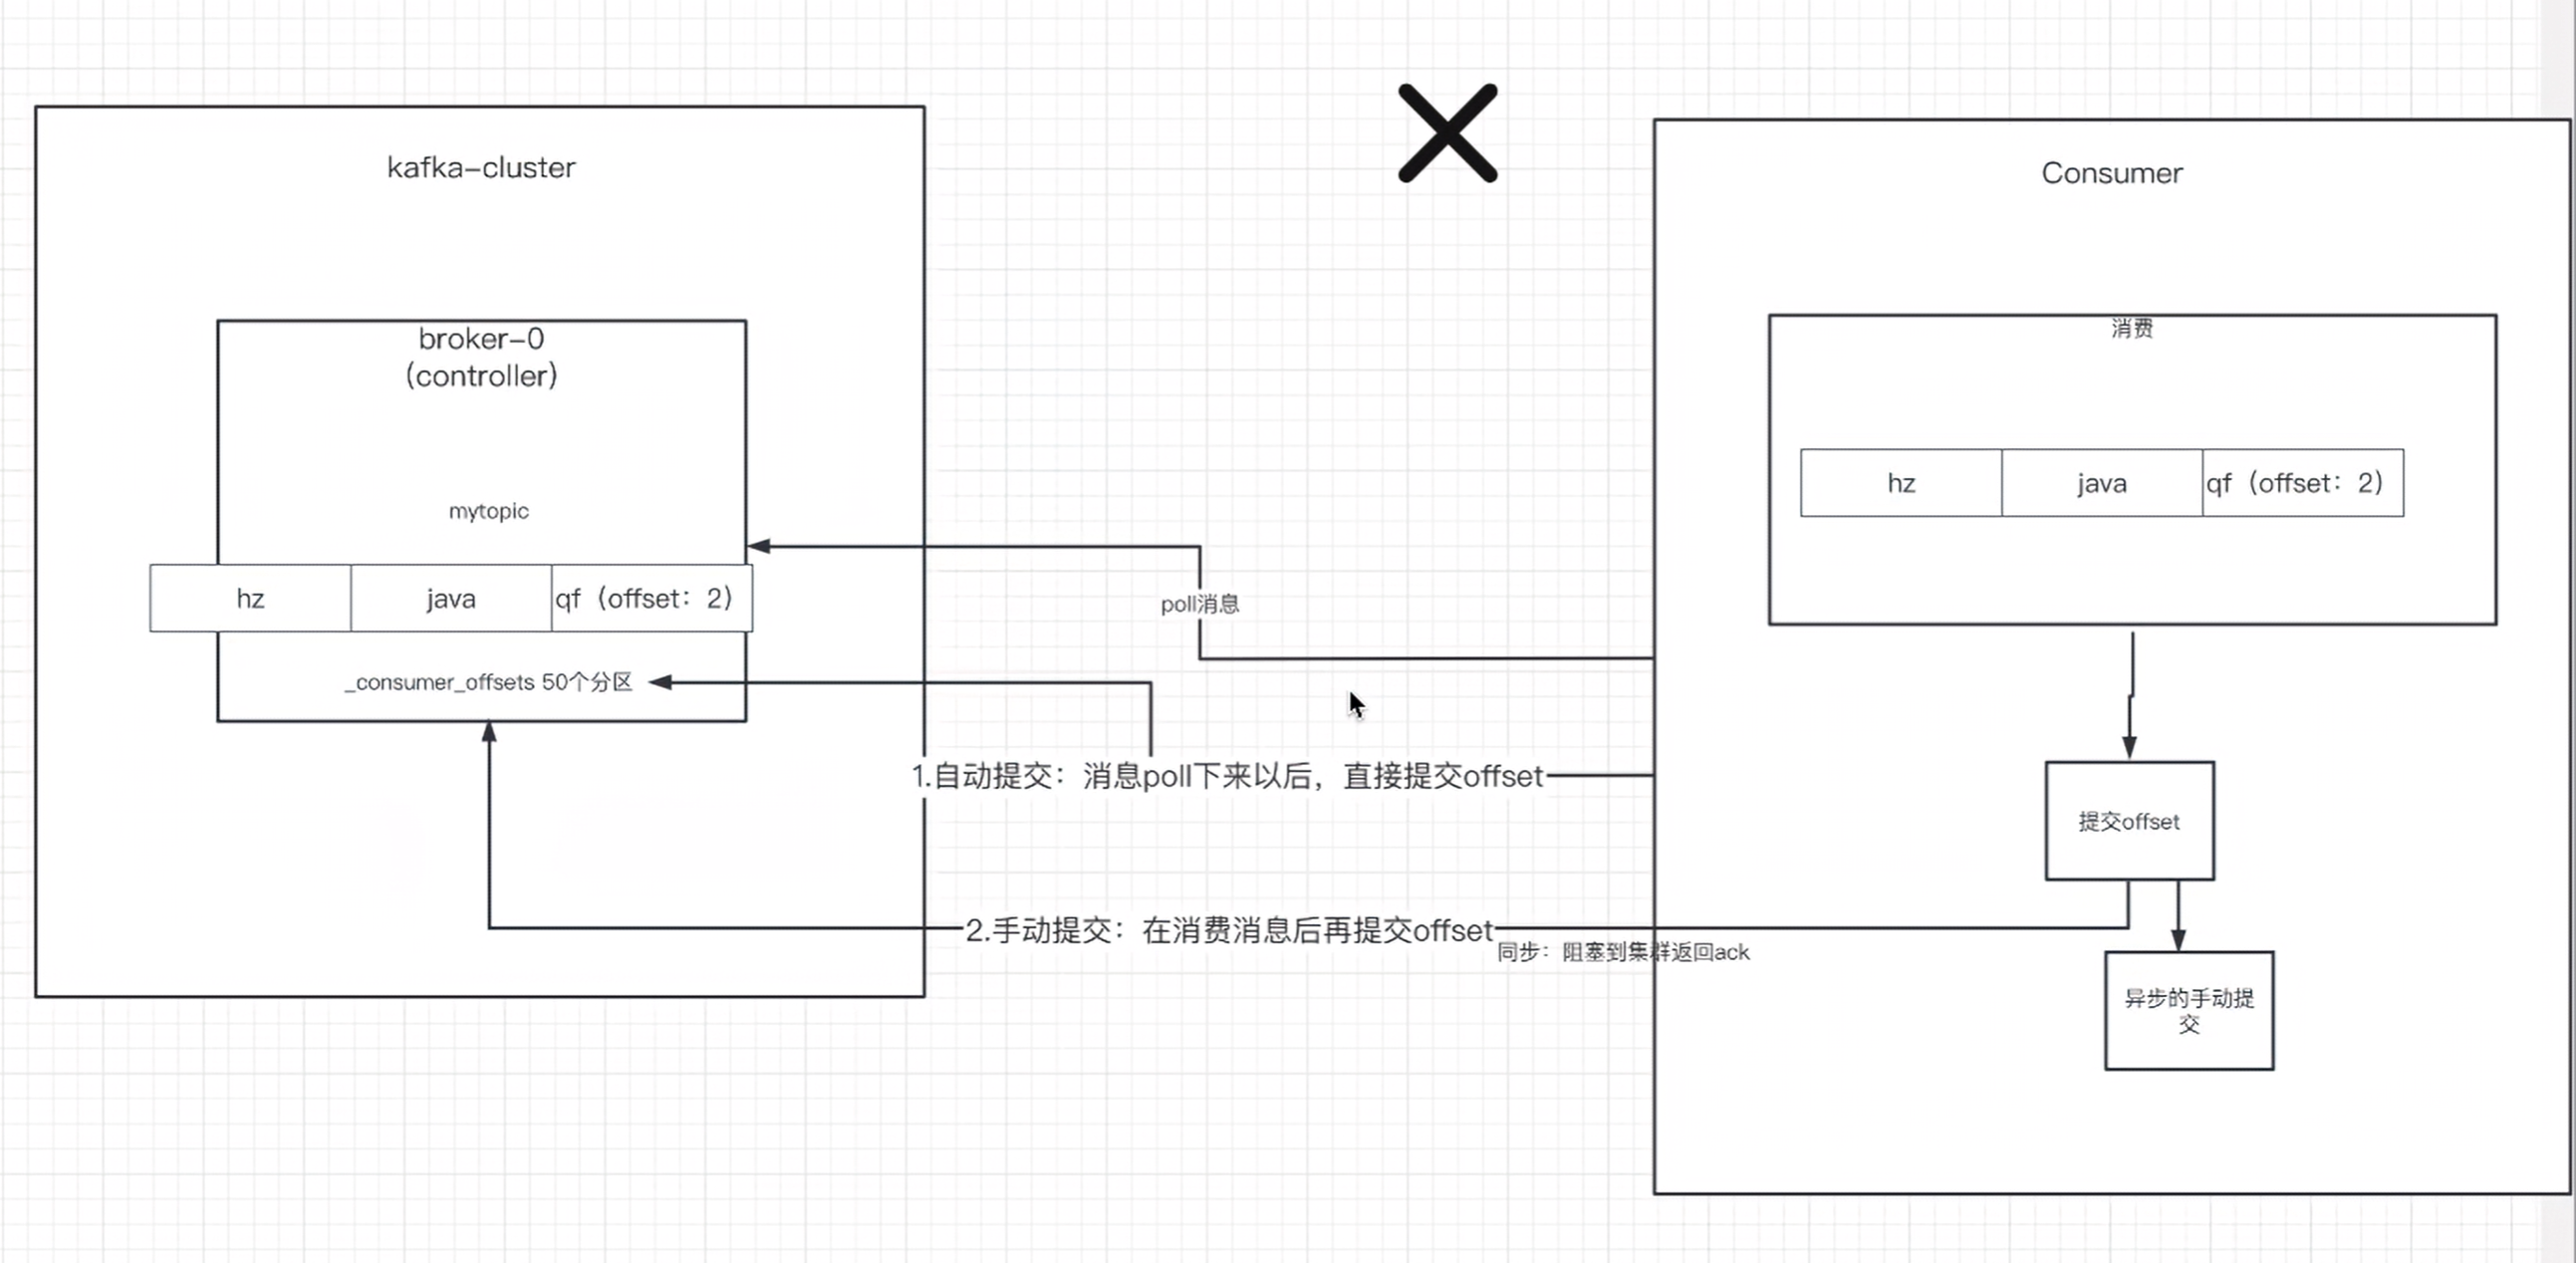 kafka-cluster
broker-0
(controller)
mytopic
hz
java
qf（offset：2）
_consumer_offsets 50个分区
poll消息
1.自动提交：消息poll下来以后，直接提交offset
2.手动提交：在消费消息后再提交offset
同步：阻塞到集群返回ack
Consumer
消费
hz
java
qf（offset：2）
提交offset
异步的手动提
交